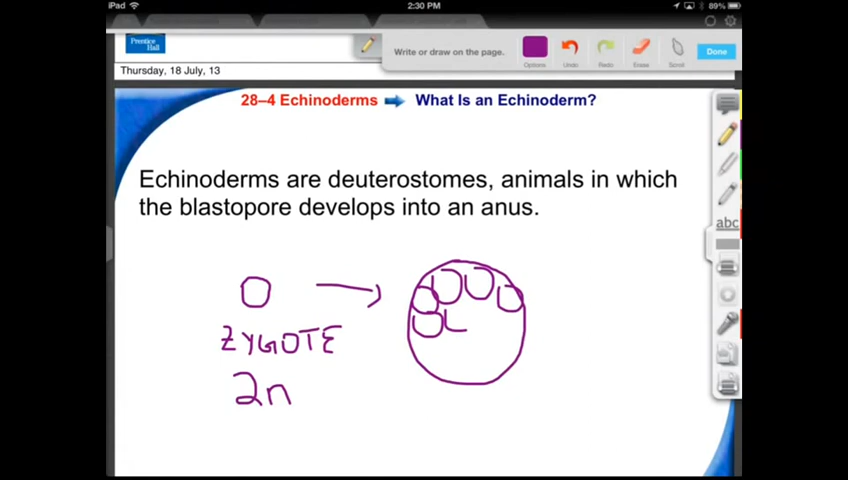 iPad
2:30 PM
89%
Prentice
Hall
Write or draw on the page.
Options
Undo
Redo
Erase
Scroll
Done
Thursday, 18 July, 13
28–4 Echinoderms What Is an Echinoderm?
Echinoderms are deuterostomes, animals in which
the blastopore develops into an anus.
abc
ZYGOTE
2n